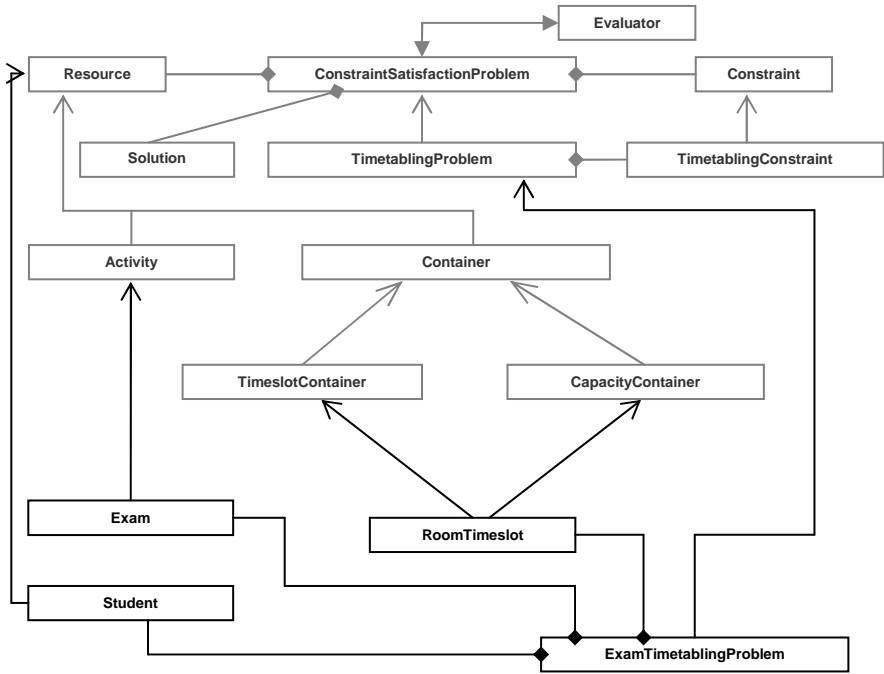 Evaluator
Resource
ConstraintSatisfactionProblem
Constraint
Solution
TimetablingProblem
TimetablingConstraint
Activity
Container
TimeslotContainer
CapacityContainer
Exam
RoomTimeslot
Student
ExamTimetablingProblem